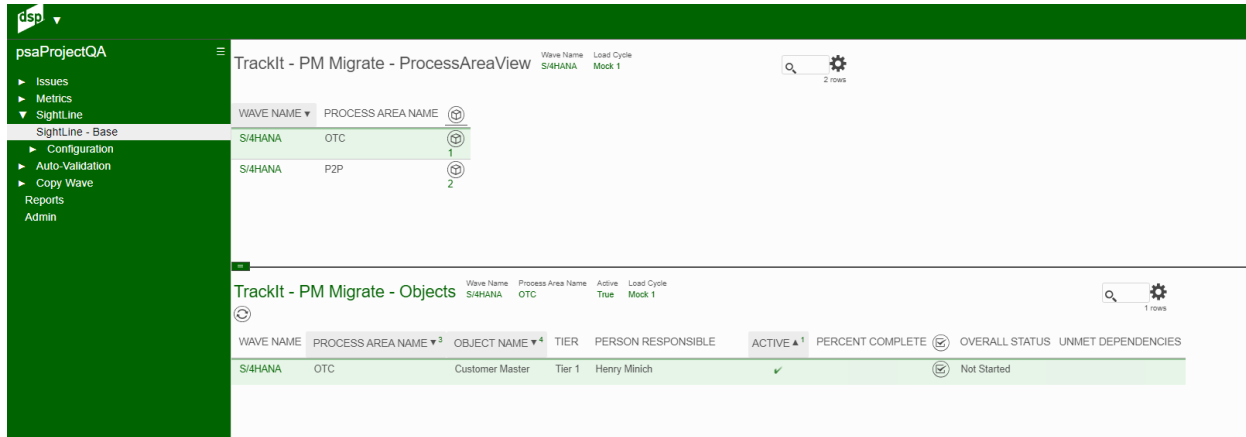 dsp
psaProjectQA
Issues
Metrics
SightLine
SightLine - Base
Configuration
Auto-Validation
Copy Wave
Reports
Admin
TrackIt - PM Migrate - ProcessAreaView Wave Name S/4HANA Load Cycle Mock 1
2 rows
WAVE NAME PROCESS AREA NAME
S/4HANA OTC 1
S/4HANA P2P 2
TrackIt - PM Migrate - Objects Wave Name S/4HANA Process Area Name OTC Active True Load Cycle Mock 1
1 rows
WAVE NAME PROCESS AREA NAME 3 OBJECT NAME 4 TIER PERSON RESPONSIBLE ACTIVE 1 PERCENT COMPLETE OVERALL STATUS UNMET DEPENDENCIES
S/4HANA OTC Customer Master Tier 1 Henry Minich Not Started